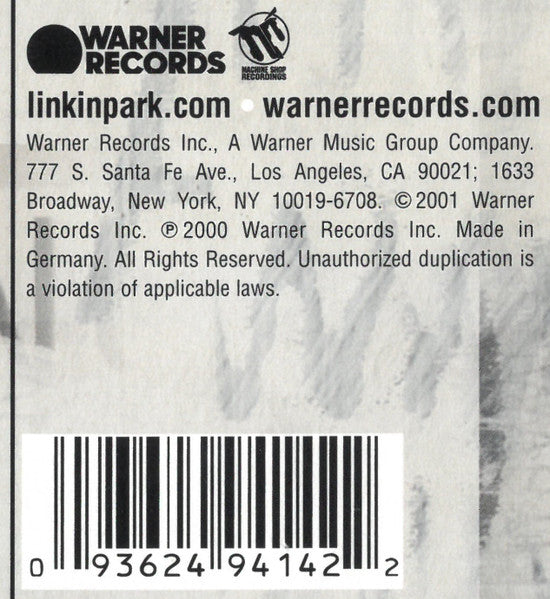 WARNER
RECORDS
MACHINE SHOP
RECORDINGS
linkinpark.com • warnerrecords.com
Warner Records Inc., A Warner Music Group Company.
777 S. Santa Fe Ave., Los Angeles, CA 90021; 1633
Broadway, New York, NY 10019-6708. ©2001 Warner
Records Inc. ℗2000 Warner Records Inc. Made in
Germany. All Rights Reserved. Unauthorized duplication is
a violation of applicable laws.
0 93624 94142 2